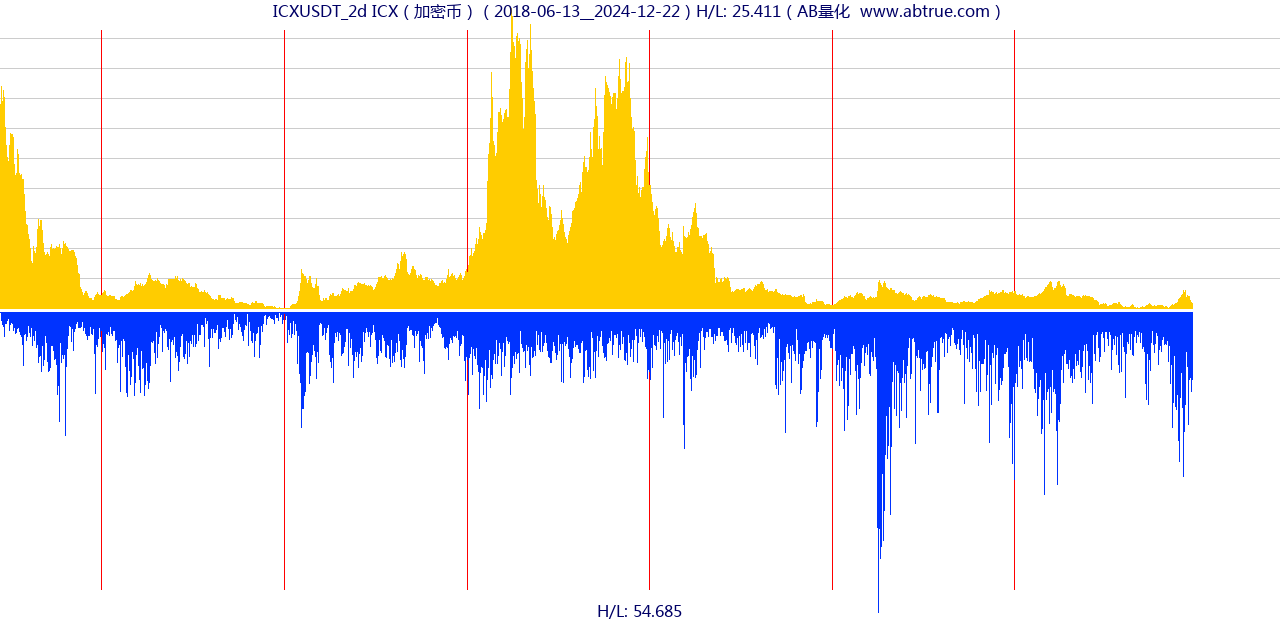 ICXUSDT_2d ICX ( 加密币 ) ( 2018-06-13__2024-12-22 ) H/L: 25.411 ( AB量化 www.abtrue.com )
H/L: 54.685